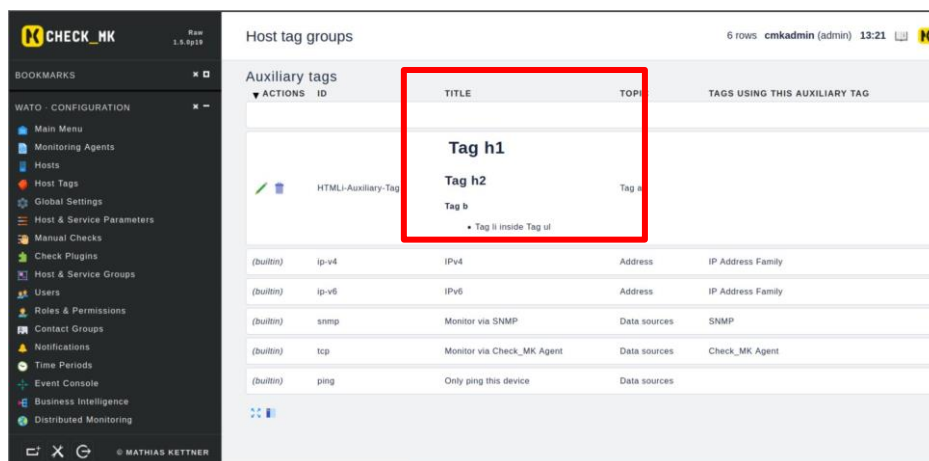 CHECK_MK
Raw
1.5.0p19
Host tag groups
6 rows cmkadmin (admin) 13:21
BOOKMARKS
WATO · CONFIGURATION
Main Menu
Monitoring Agents
Hosts
Host Tags
Global Settings
Host & Service Parameters
Manual Checks
Check Plugins
Host & Service Groups
Users
Roles & Permissions
Contact Groups
Notifications
Time Periods
Event Console
Business Intelligence
Distributed Monitoring
© MATHIAS KETTNER
Auxiliary tags
ACTIONS ID TITLE TOPIC TAGS USING THIS AUXILIARY TAG
Tag h1
Tag h2
HTMLi-Auxiliary-Tag Tag a
Tag b
• Tag li inside Tag ul
(builtin) ip-v4 IPv4 Address IP Address Family
(builtin) ip-v6 IPv6 Address IP Address Family
(builtin) snmp Monitor via SNMP Data sources SNMP
(builtin) tcp Monitor via Check_MK Agent Data sources Check_MK Agent
(builtin) ping Only ping this device Data sources